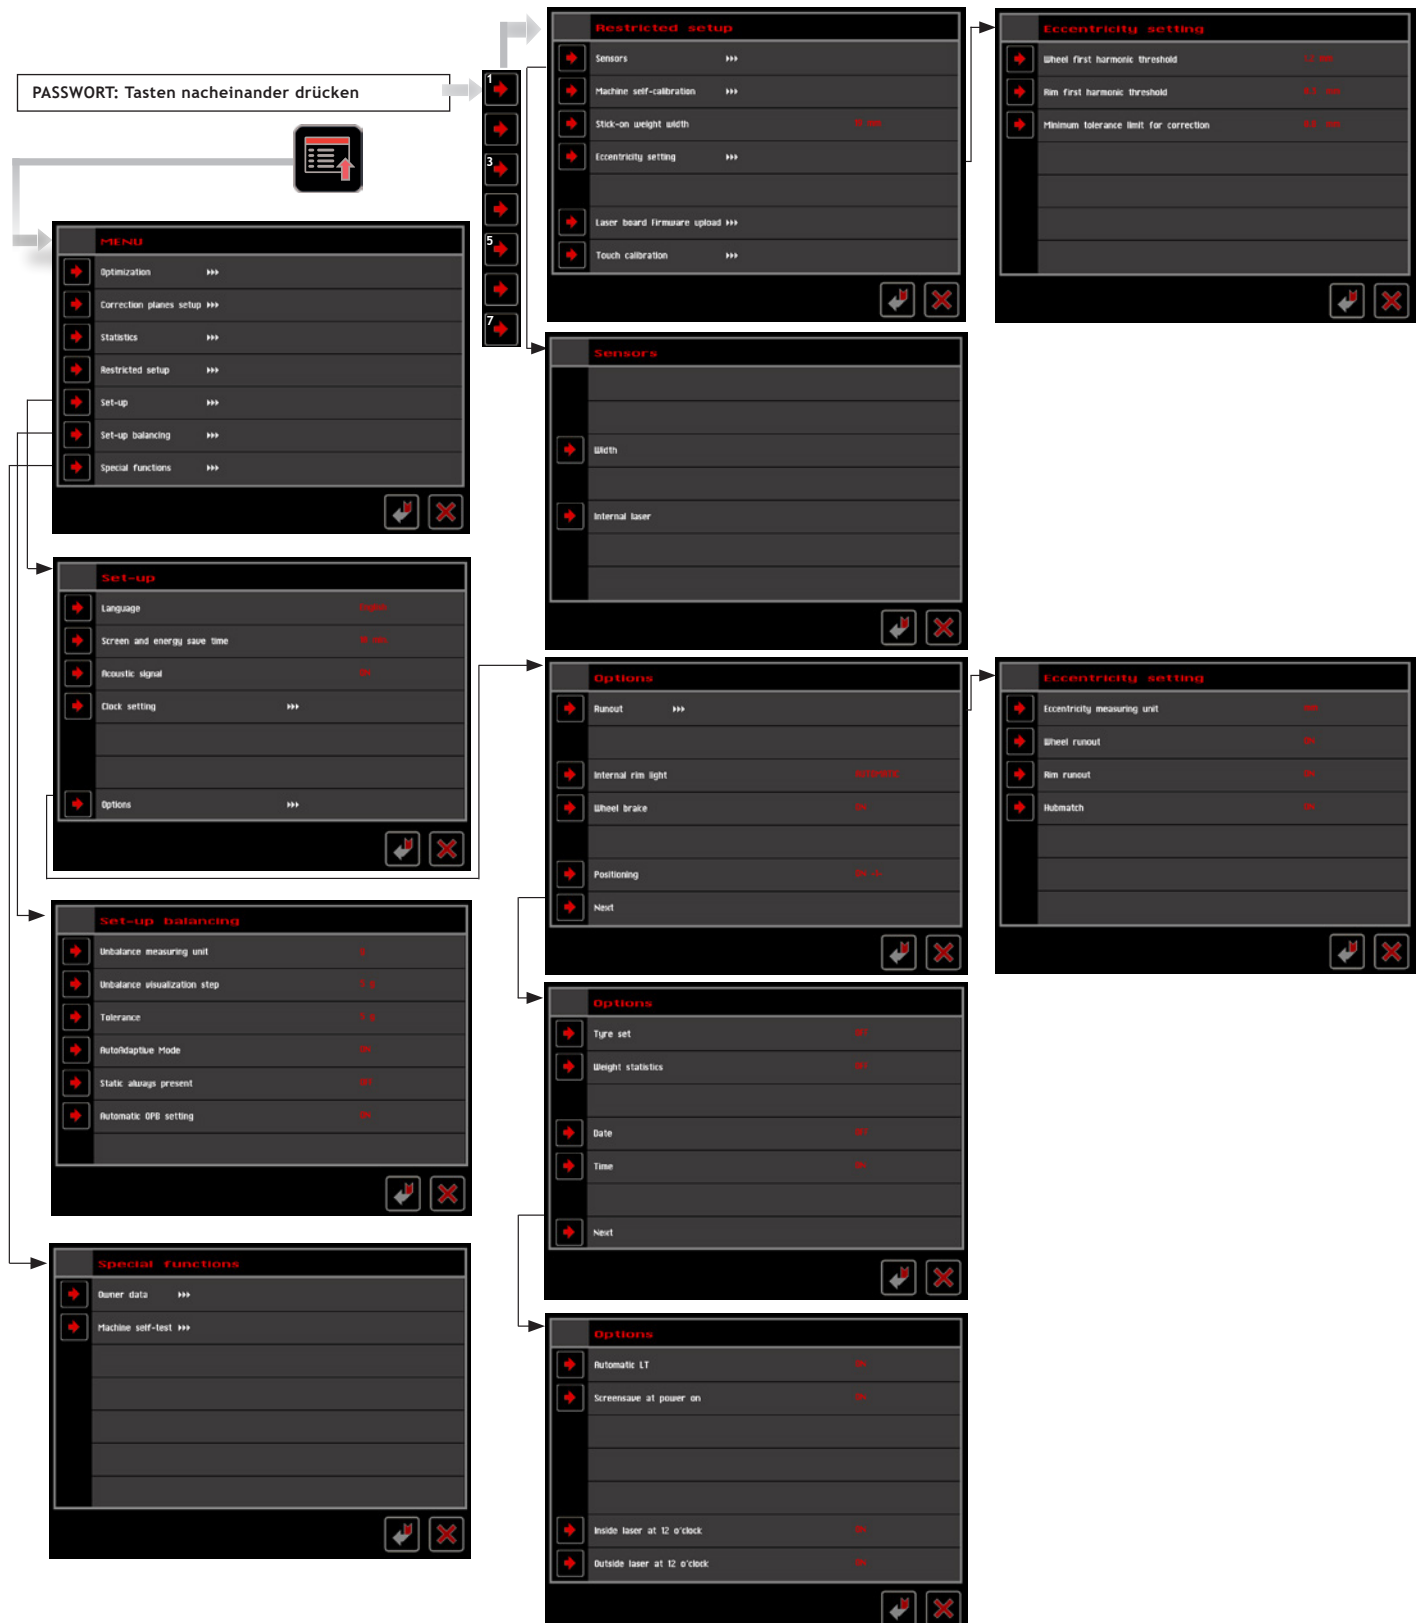 PASSWORT: Tasten nacheinander drücken
1
3
5
7
MENU
Optimization
Correction planes setup
Statistics
Restricted setup
Set-up
Set-up balancing
Special functions
Set-up
Language
Screen and energy save time
Acoustic signal
Clock setting
Options
Set-up balancing
Unbalance measuring unit
Unbalance visualization step
Tolerance
AutoAdaptive Mode
Static always present
Automatic OPB setting
Special functions
Owner data
Machine self-test
Restricted setup
Sensors
Machine self-calibration
Stick-on weight width
Eccentricity setting
Laser board firmware upload
Touch calibration
Sensors
Width
Internal laser
Options
Runout
Internal rim light
Wheel brake
Positioning
Next
Options
Tyre set
Weight statistics
Date
Time
Next
Options
Automatic LT
Screensave at power on
Inside laser at 12 o'clock
Outside laser at 12 o'clock
Eccentricity setting
Wheel first harmonic threshold
Rim first harmonic threshold
Minimum tolerance limit for correction
Eccentricity setting
Eccentricity measuring unit
Wheel runout
Rim runout
Hubmatch